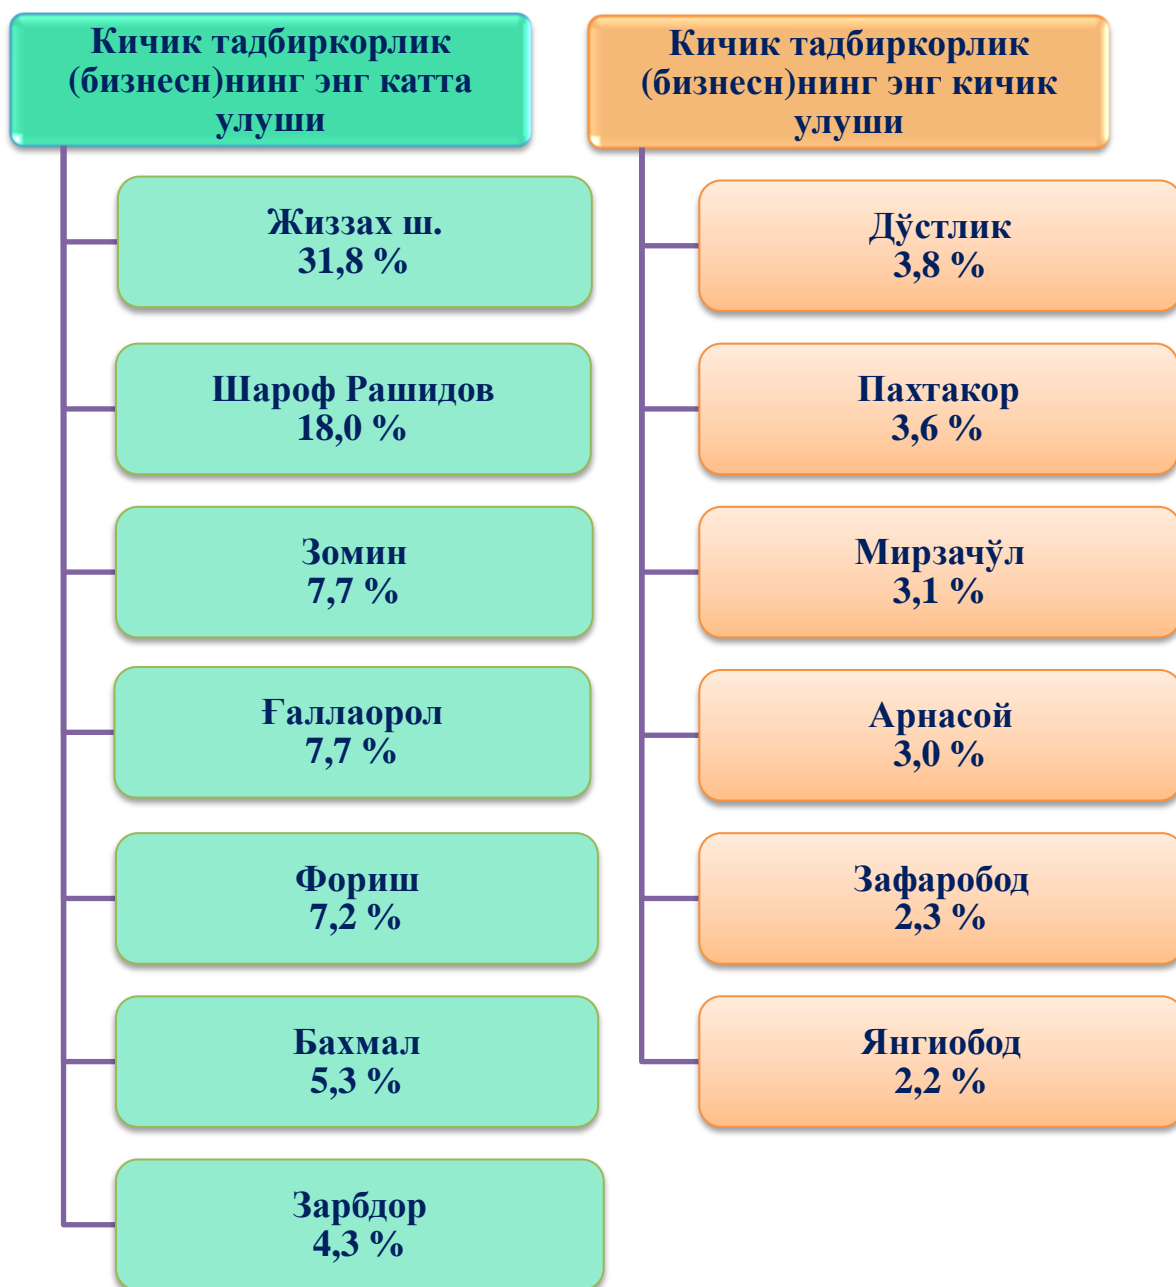 Кичик тадбиркорлик
(бизнесн)нинг энг катта
улуши
Жиззах ш.
31,8 %
Шароф Рашидов
18,0 %
Зомин
7,7 %
Ғаллаорол
7,7 %
Фориш
7,2 %
Бахмал
5,3 %
Зарбдор
4,3 %
Кичик тадбиркорлик
(бизнесн)нинг энг кичик
улуши
Дўстлик
3,8 %
Пахтакор
3,6 %
Мирзачўл
3,1 %
Арнасой
3,0 %
Зафаробод
2,3 %
Янгиобод
2,2 %